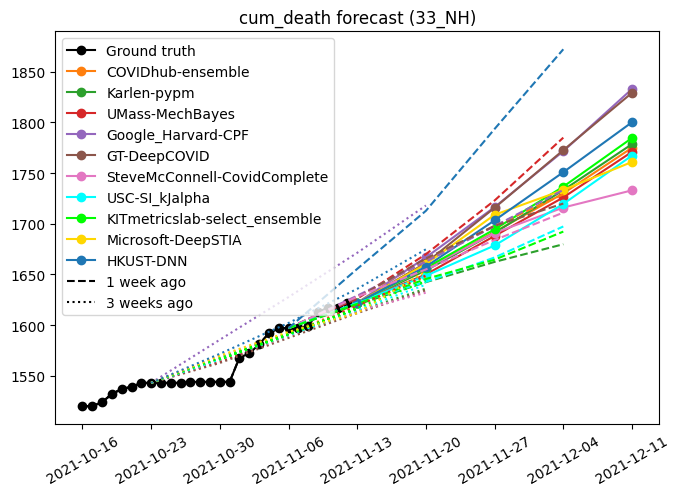 cum_death forecast (33_NH)
Ground truth
COVIDhub-ensemble
Karlen-pypm
UMass-MechBayes
Google_Harvard-CPF
GT-DeepCOVID
SteveMcConnell-CovidComplete
USC-SI_kJalpha
KITmetricslab-select_ensemble
Microsoft-DeepSTIA
HKUST-DNN
1 week ago
3 weeks ago
1850
1800
1750
1700
1650
1600
1550
2021-10-16
2021-10-23
2021-10-30
2021-11-06
2021-11-13
2021-11-20
2021-11-27
2021-12-04
2021-12-11